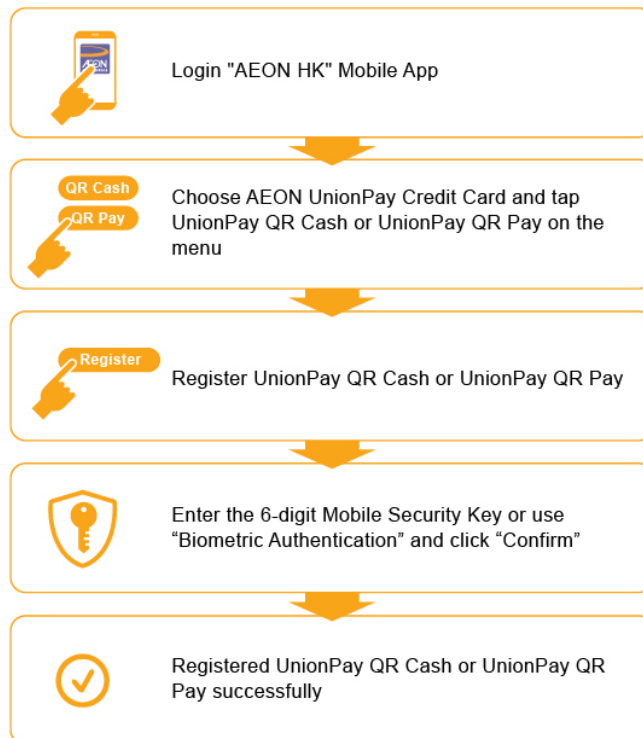 AEON
Login "AEON HK" Mobile App
QR Cash
QR Pay
Choose AEON UnionPay Credit Card and tap
UnionPay QR Cash or UnionPay QR Pay on the
menu
Register
Register UnionPay QR Cash or UnionPay QR Pay
Enter the 6-digit Mobile Security Key or use
“Biometric Authentication” and click “Confirm”
Registered UnionPay QR Cash or UnionPay QR
Pay successfully